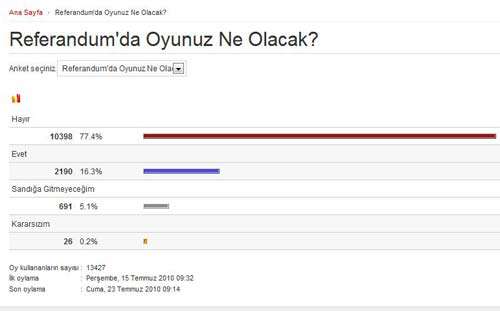 Ana Sayfa Referandum'da Oyunuz Ne Olacak?
Referandum'da Oyunuz Ne Olacak?
Anket seçiniz Referandum'da Oyunuz Ne Ola
Hayır
10398 77.4%
Evet
2190 16.3%
Sandığa Gitmeyeceğim
691 5.1%
Kararsızım
26 0.2%
Oy kullananların sayısı : 13427
İlk oylama : Perşembe, 15 Temmuz 2010 09:32
Son oylama : Cuma, 23 Temmuz 2010 09:14